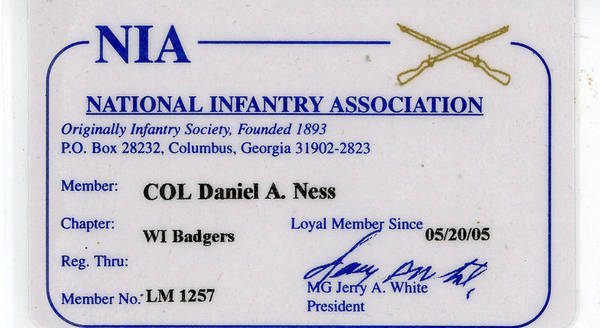 NIA
NATIONAL INFANTRY ASSOCIATION
Originally Infantry Society, Founded 1893
P.O. Box 28232, Columbus, Georgia 31902-2823
Member: COL Daniel A. Ness
Chapter: WI Badgers Loyal Member Since 05/20/05
Reg. Thru:
MG Jerry A. White
Member No. LM 1257 President